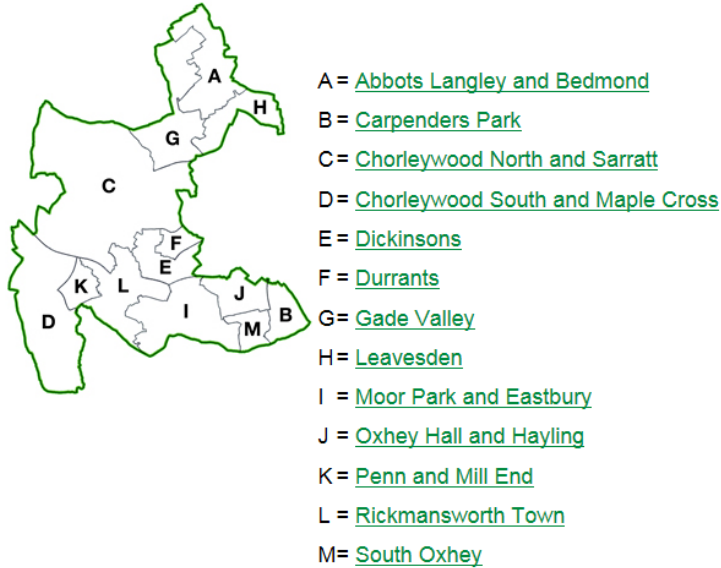 A
H
G
C
F
E
K
L
J
D
I
M
B
A = Abbots Langley and Bedmond
B = Carpenders Park
C = Chorleywood North and Sarratt
D = Chorleywood South and Maple Cross
E = Dickinsons
F = Durrants
G = Gade Valley
H = Leavesden
I = Moor Park and Eastbury
J = Oxhey Hall and Hayling
K = Penn and Mill End
L = Rickmansworth Town
M= South Oxhey